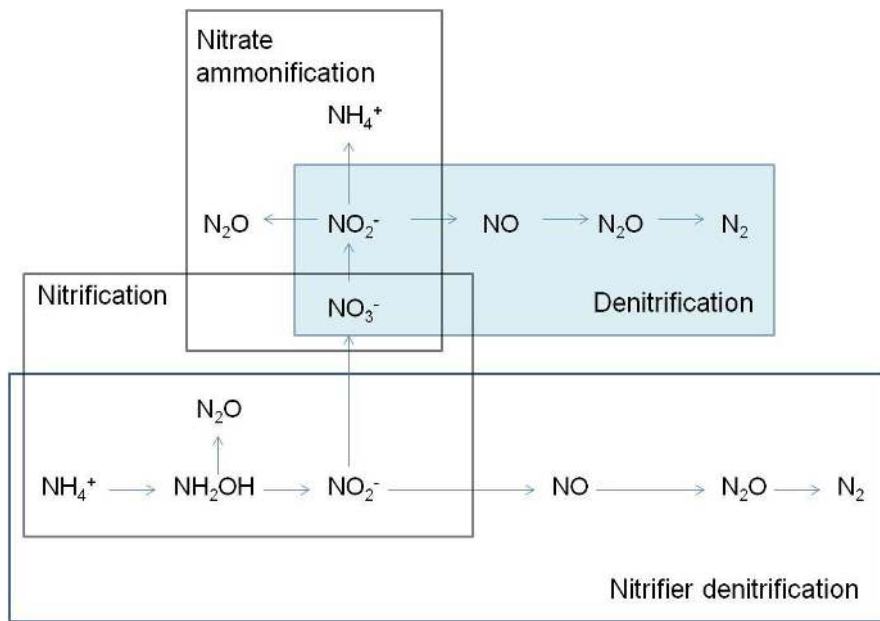 Nitrate
ammonification
NH₄⁺
N₂O NO₂⁻ NO N₂O N₂
Nitrification
NO₃⁻
Denitrification
N₂O
NH₄⁺ NH₂OH NO₂⁻ NO N₂O N₂
Nitrifier denitrification